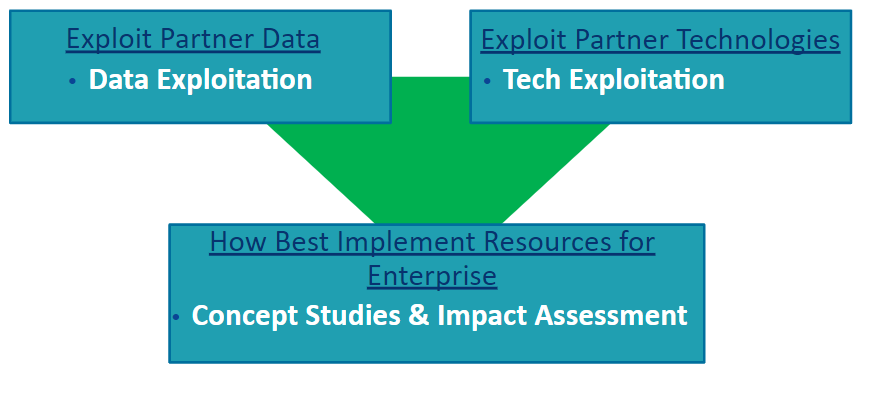 Exploit Partner Data
• Data Exploitation
Exploit Partner Technologies
• Tech Exploitation
How Best Implement Resources for
Enterprise
• Concept Studies & Impact Assessment